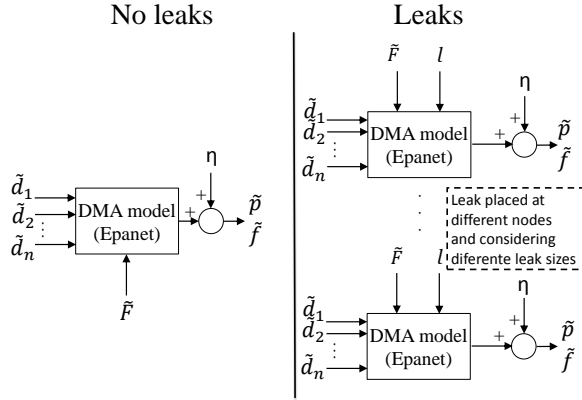 No leaks
Leaks
η
d̃₁
d̃₂
⋮
d̃ₙ
DMA model
(Epanet)
+
+
p̃
f̃
F̃
F̃
l
η
d̃₁
d̃₂
⋮
d̃ₙ
DMA model
(Epanet)
+
+
p̃
f̃
Leak placed at
different nodes
and considering
diferente leak sizes
F̃
l
η
d̃₁
d̃₂
⋮
d̃ₙ
DMA model
(Epanet)
+
+
p̃
f̃